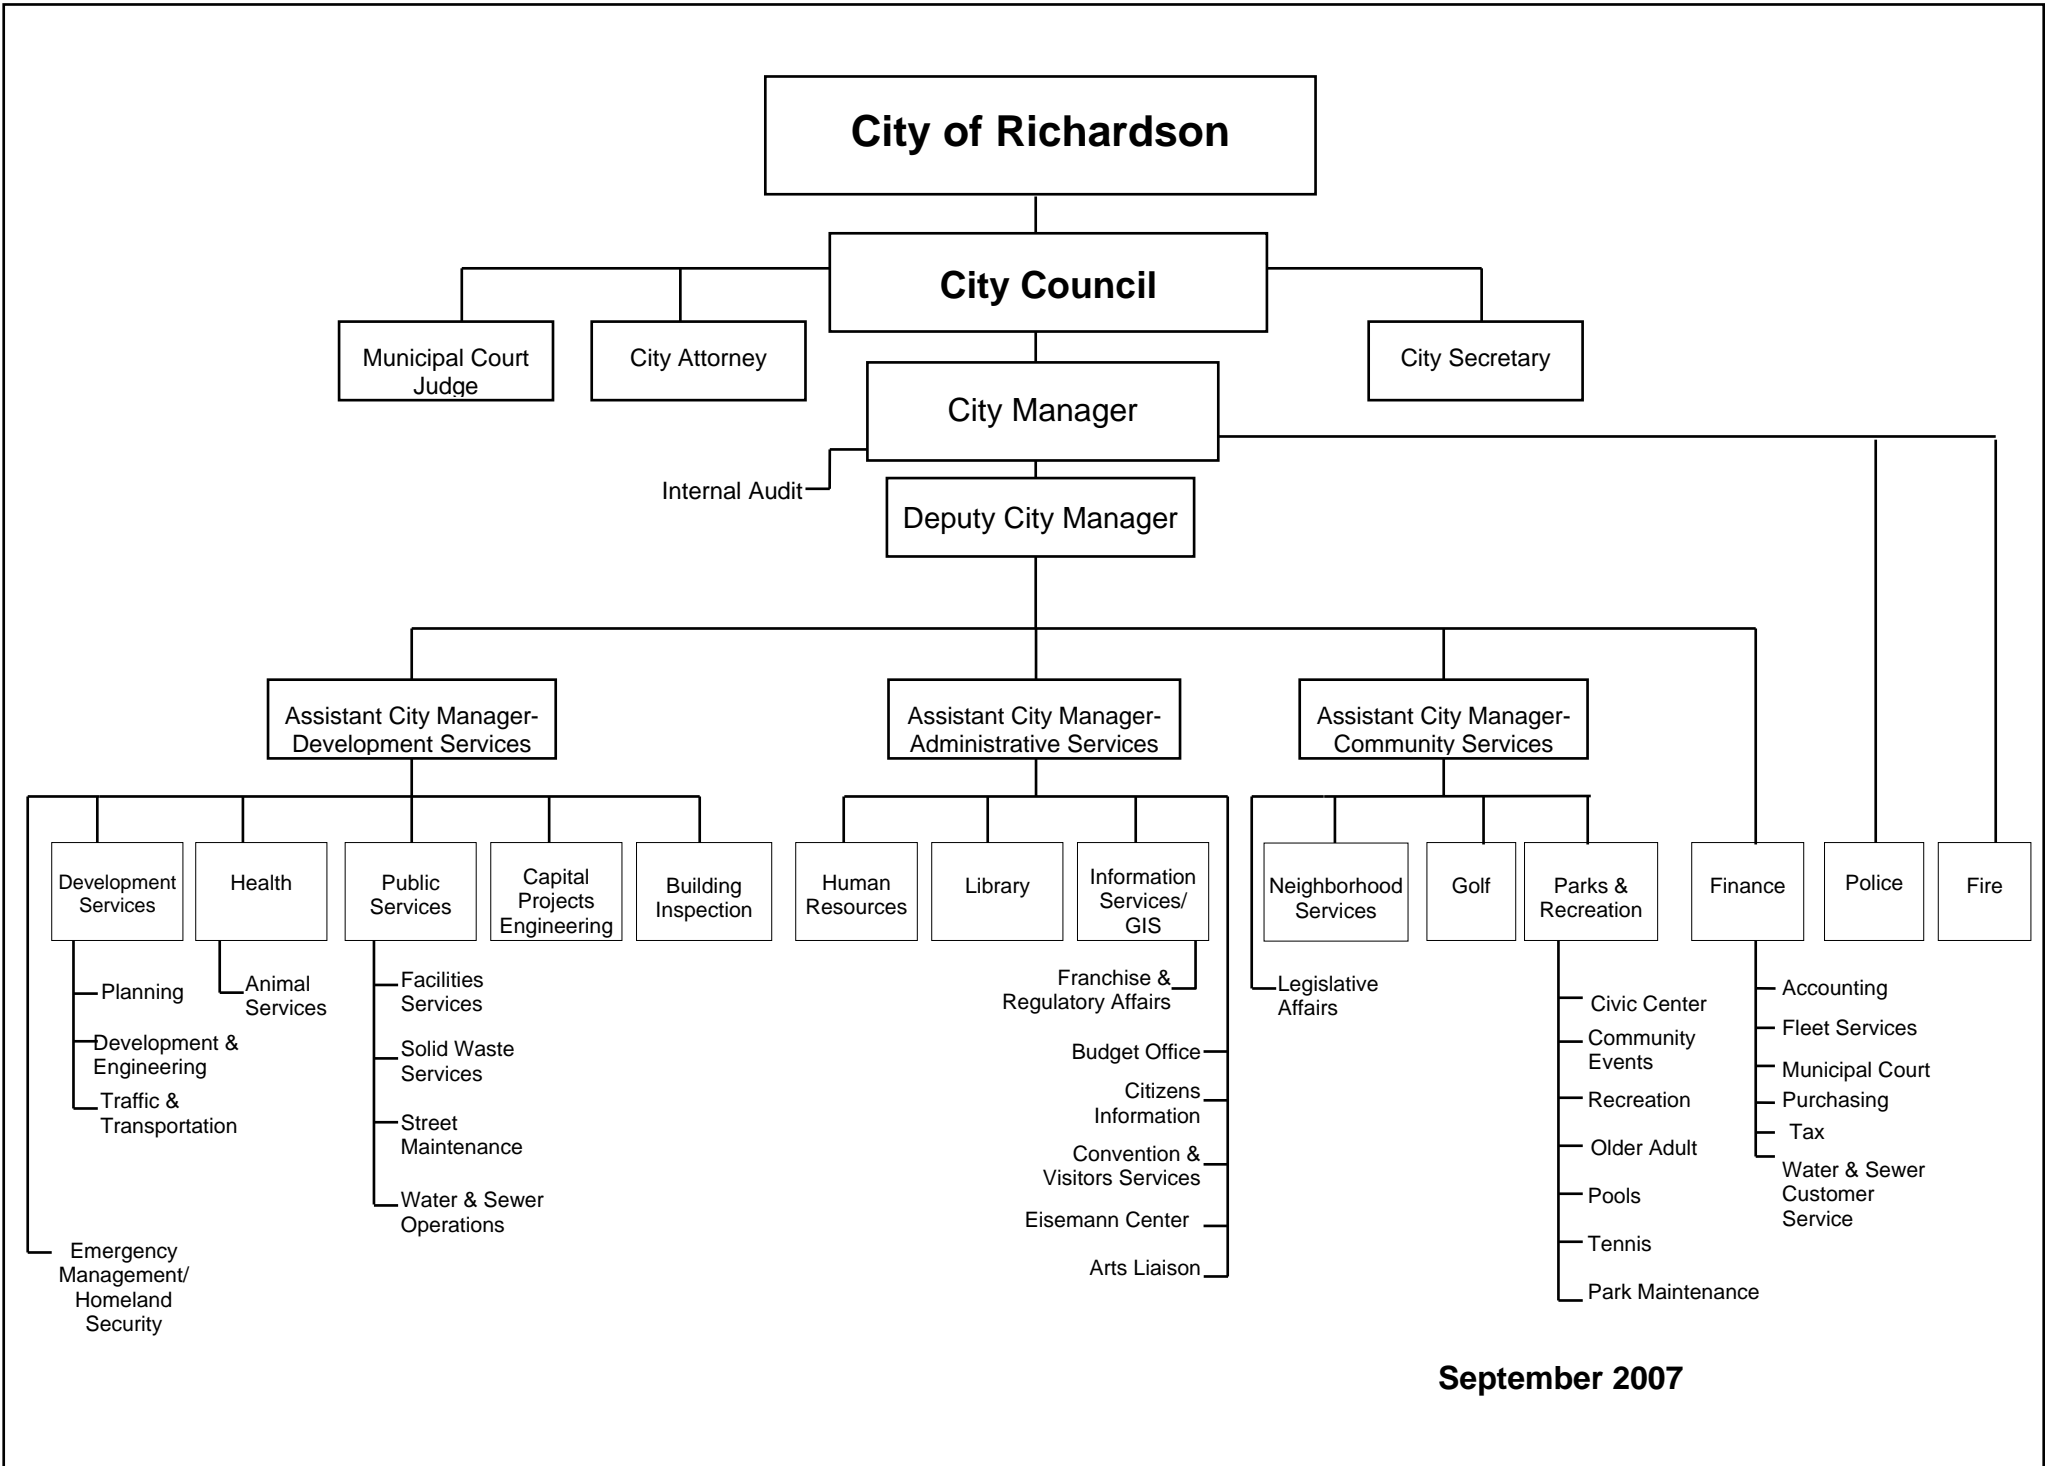 City of Richardson
City Council
Municipal Court
Judge
City Attorney
City Secretary
City Manager
Internal Audit
Deputy City Manager
Assistant City Manager-
Development Services
Assistant City Manager-
Administrative Services
Assistant City Manager-
Community Services
Development
Services
Health
Public
Services
Capital
Projects
Engineering
Building
Inspection
Human
Resources
Library
Information
Services/
GIS
Neighborhood
Services
Golf
Parks &
Recreation
Finance
Police
Fire
Planning
Development &
Engineering
Traffic &
Transportation
Emergency
Management/
Homeland
Security
Animal
Services
Facilities
Services
Solid Waste
Services
Street
Maintenance
Water & Sewer
Operations
Franchise &
Regulatory Affairs
Budget Office
Citizens
Information
Convention &
Visitors Services
Eisemann Center
Arts Liaison
Legislative
Affairs
Civic Center
Community
Events
Recreation
Older Adult
Pools
Tennis
Park Maintenance
Accounting
Fleet Services
Municipal Court
Purchasing
Tax
Water & Sewer
Customer
Service
September 2007